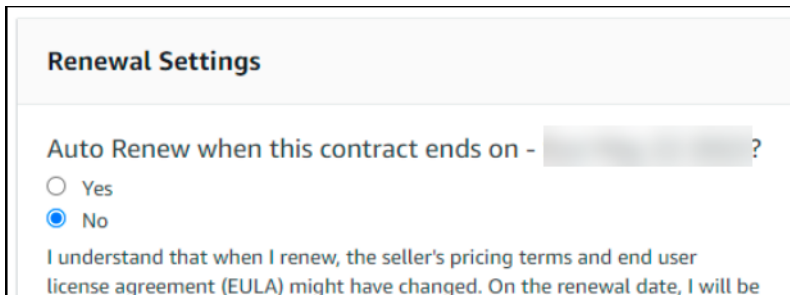 Renewal Settings
Auto Renew when this contract ends on - ?
Yes
No
I understand that when I renew, the seller's pricing terms and end user
license agreement (EULA) might have changed. On the renewal date, I will be